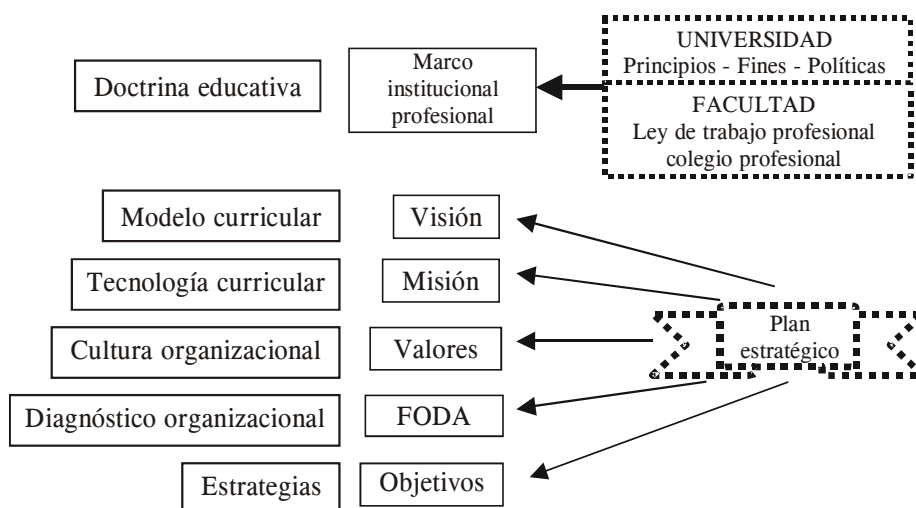 Doctrina educativa
Marco
institucional
profesional
UNIVERSIDAD
Principios - Fines - Políticas
FACULTAD
Ley de trabajo profesional
colegio profesional
Modelo curricular
Visión
Tecnología curricular
Misión
Cultura organizacional
Valores
Plan
estratégico
Diagnóstico organizacional
FODA
Estrategias
Objetivos